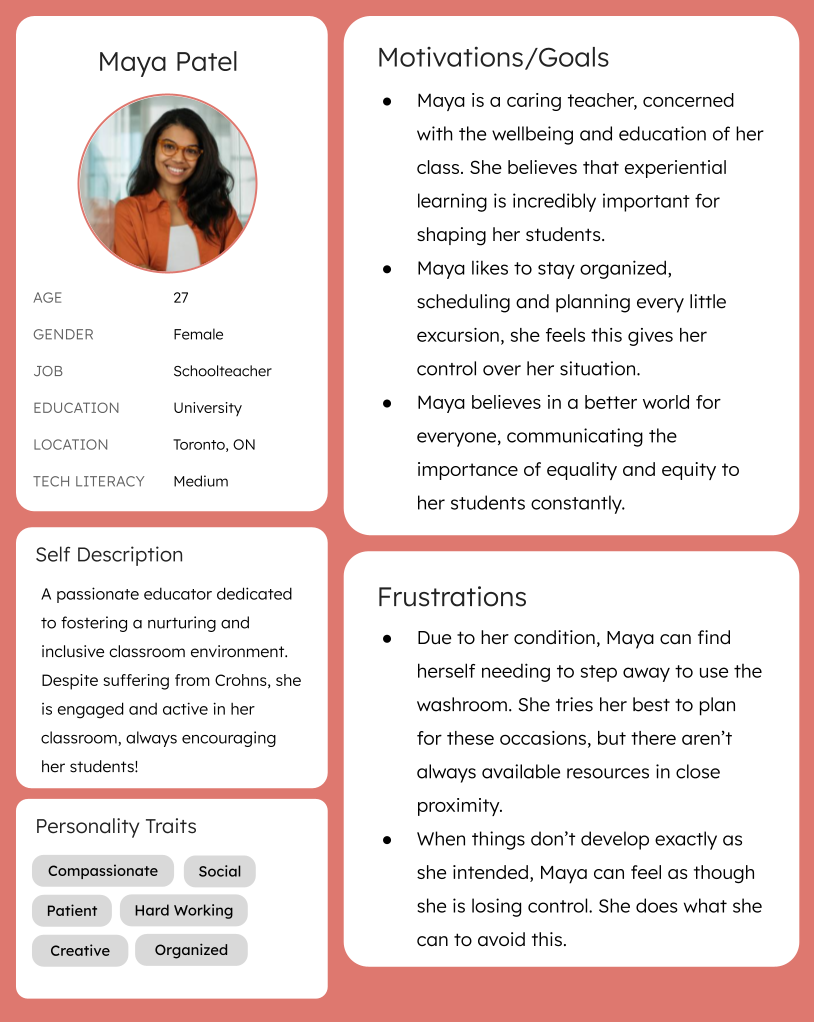 Maya Patel
AGE 27
GENDER Female
JOB Schoolteacher
EDUCATION University
LOCATION Toronto, ON
TECH LITERACY Medium
Self Description
A passionate educator dedicated
to fostering a nurturing and
inclusive classroom environment.
Despite suffering from Crohns, she
is engaged and active in her
classroom, always encouraging
her students!
Personality Traits
Compassionate Social
Patient Hard Working
Creative Organized
Motivations/Goals
● Maya is a caring teacher, concerned
with the wellbeing and education of her
class. She believes that experiential
learning is incredibly important for
shaping her students.
● Maya likes to stay organized,
scheduling and planning every little
excursion, she feels this gives her
control over her situation.
● Maya believes in a better world for
everyone, communicating the
importance of equality and equity to
her students constantly.
Frustrations
● Due to her condition, Maya can find
herself needing to step away to use the
washroom. She tries her best to plan
for these occasions, but there aren’t
always available resources in close
proximity.
● When things don’t develop exactly as
she intended, Maya can feel as though
she is losing control. She does what she
can to avoid this.